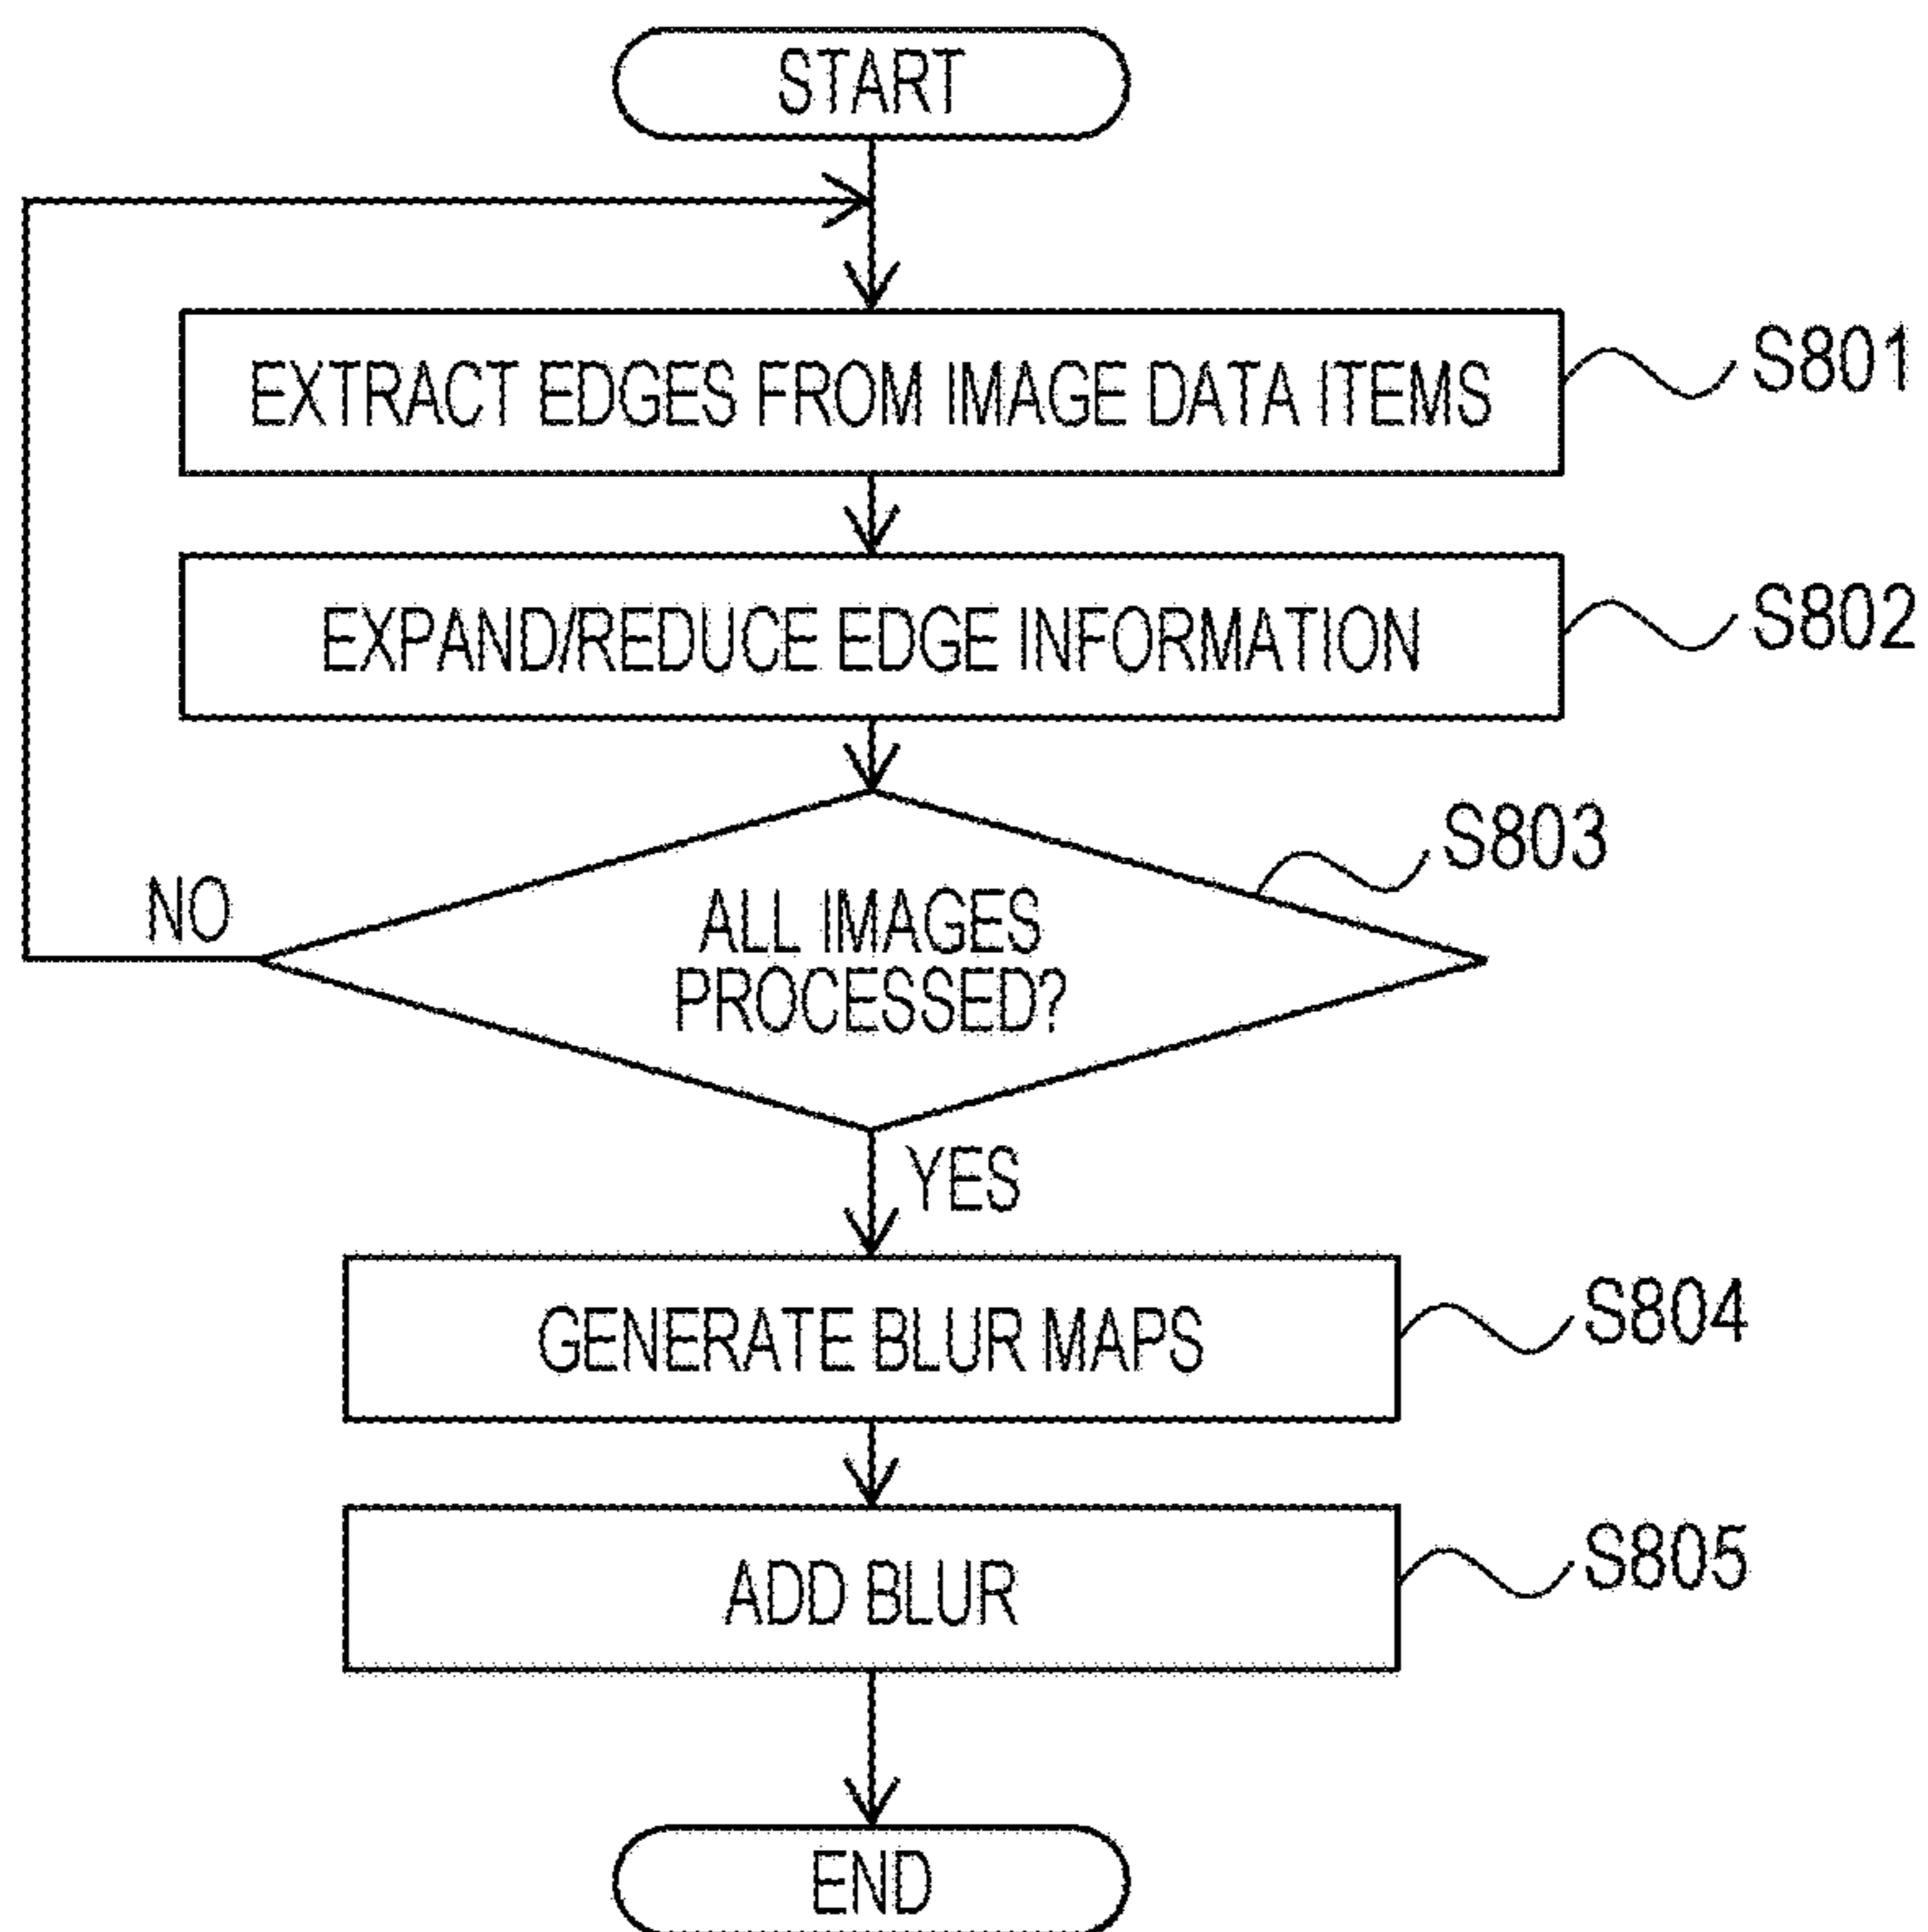 START
EXTRACT EDGES FROM IMAGE DATA ITEMS
S801
EXPAND/REDUCE EDGE INFORMATION
S802
S803
NO
ALL IMAGES
PROCESSED?
YES
GENERATE BLUR MAPS
S804
ADD BLUR
S805
END